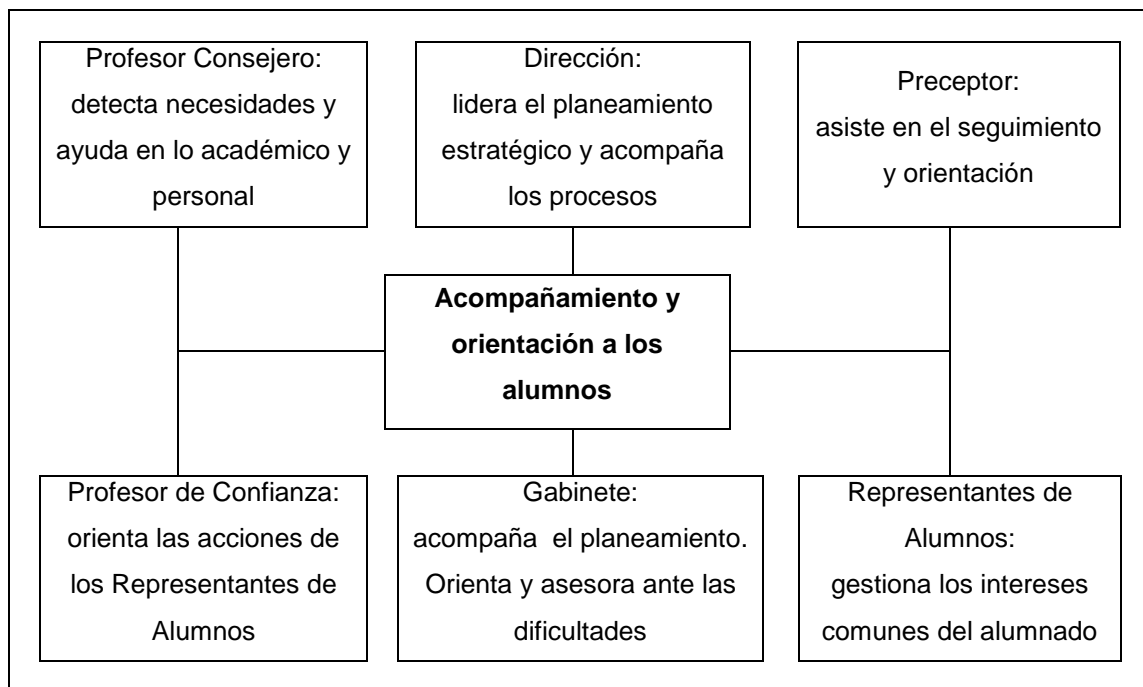 Profesor Consejero:
detecta necesidades y
ayuda en lo académico y
personal
Dirección:
lidera el planeamiento
estratégico y acompaña
los procesos
Preceptor:
asiste en el seguimiento
y orientación
Acompañamiento y
orientación a los
alumnos
Profesor de Confianza:
orienta las acciones de
los Representantes de
Alumnos
Gabinete:
acompaña  el planeamiento.
Orienta y asesora ante las
dificultades
Representantes de
Alumnos:
gestiona los intereses
comunes del alumnado